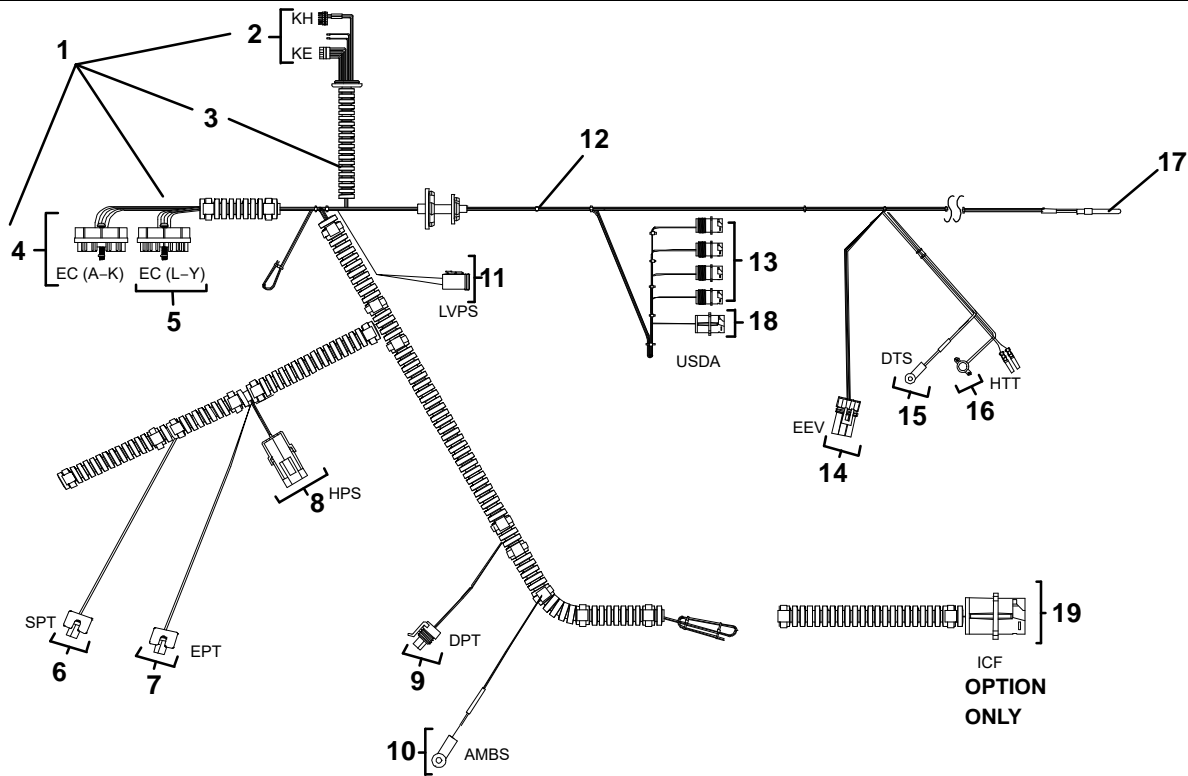 KH
1
2
KE
3
12
17
4
EC (A–K)
EC (L–Y)
5
11
LVPS
13
18
USDA
DTS
15
16
HTT
EEV
14
8
HPS
SPT
6
EPT
7
DPT
9
10
AMBS
19
ICF
OPTION
ONLY